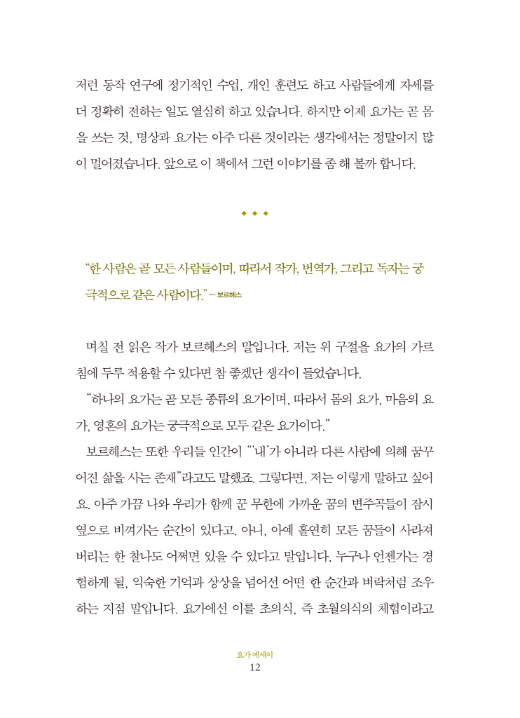 저런 동작 연구에 정기적인 수업, 개인 훈련도 하고 사람들에게 자세를
더 정확히 전하는 일도 열심히 하고 있습니다. 하지만 이제 요가는 곧 몸
을 쓰는 것, 명상과 요가는 아주 다른 것이라는 생각에서는 정말이지 많
이 멀어졌습니다. 앞으로 이 책에서 그런 이야기를 좀 해 볼까 합니다.
“한 사람은 곧 모든 사람들이며, 따라서 작가, 번역가, 그리고 독자는 궁
극적으로 같은 사람이다.” – 보르헤스
며칠 전 읽은 작가 보르헤스의 말입니다. 저는 위 구절을 요가의 가르
침에 두루 적용할 수 있다면 참 좋겠단 생각이 들었습니다.
“하나의 요가는 곧 모든 종류의 요가이며, 따라서 몸의 요가, 마음의 요
가, 영혼의 요가는 궁극적으로 모두 같은 요가이다.”
보르헤스는 또한 우리들 인간이 “‘내’가 아니라 다른 사람에 의해 꿈꾸
어진 삶을 사는 존재”라고도 말했죠. 그렇다면, 저는 이렇게 말하고 싶어
요. 아주 가끔 나와 우리가 함께 꾼 무한에 가까운 꿈의 변주곡들이 잠시
옆으로 비껴가는 순간이 있다고. 아니, 아예 홀연히 모든 꿈들이 사라져
버리는 한 찰나도 어쩌면 있을 수 있다고 말입니다. 누구나 언젠가는 경
험하게 될, 익숙한 기억과 상상을 넘어선 어떤 한 순간과 벼락처럼 조우
하는 지점 말입니다. 요가에선 이를 초의식, 즉 초월의식의 체험이라고
요가 에세이
12